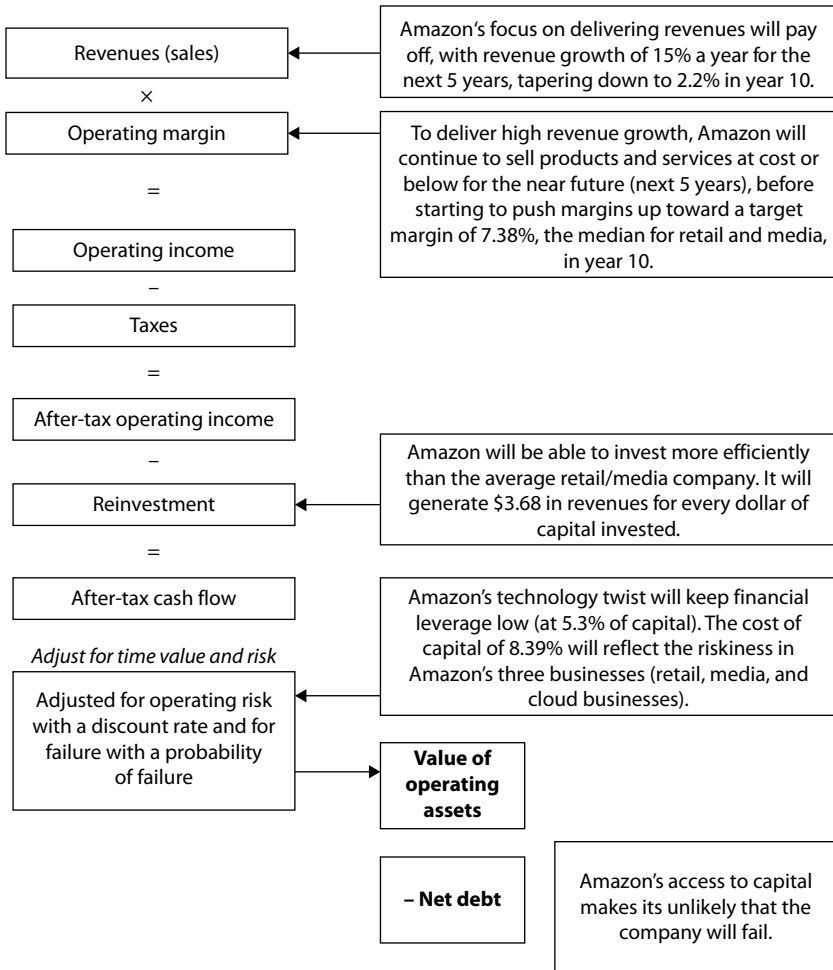 Revenues (sales)
Amazon's focus on delivering revenues will pay
off, with revenue growth of 15% a year for the
next 5 years, tapering down to 2.2% in year 10.
×
Operating margin
To deliver high revenue growth, Amazon will
continue to sell products and services at cost or
below for the near future (next 5 years), before
starting to push margins up toward a target
margin of 7.38%, the median for retail and media,
in year 10.
=
Operating income
–
Taxes
=
After-tax operating income
–
Reinvestment
Amazon will be able to invest more efficiently
than the average retail/media company. It will
generate $3.68 in revenues for every dollar of
capital invested.
=
After-tax cash flow
Amazon's technology twist will keep financial
leverage low (at 5.3% of capital). The cost of
capital of 8.39% will reflect the riskiness in
Amazon's three businesses (retail, media, and
cloud businesses).
Adjust for time value and risk
Adjusted for operating risk
with a discount rate and for
failure with a probability
of failure
Value of
operating
assets
– Net debt
Amazon's access to capital
makes its unlikely that the
company will fail.